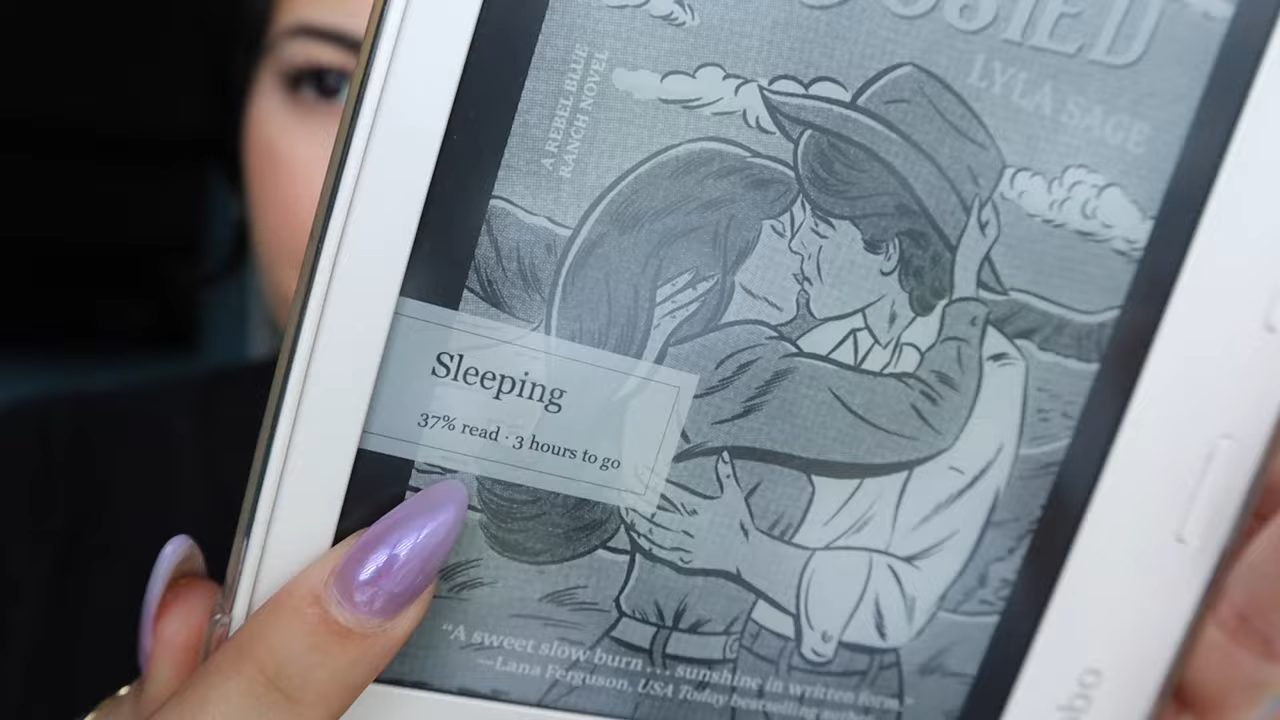 LYLA SAGE
A REBEL BLUE
RANCH NOVEL
Sleeping
37% read · 3 hours to go
“A sweet slow burn . . . sunshine in written form.”
—Lana Ferguson, USA Today bestselling author